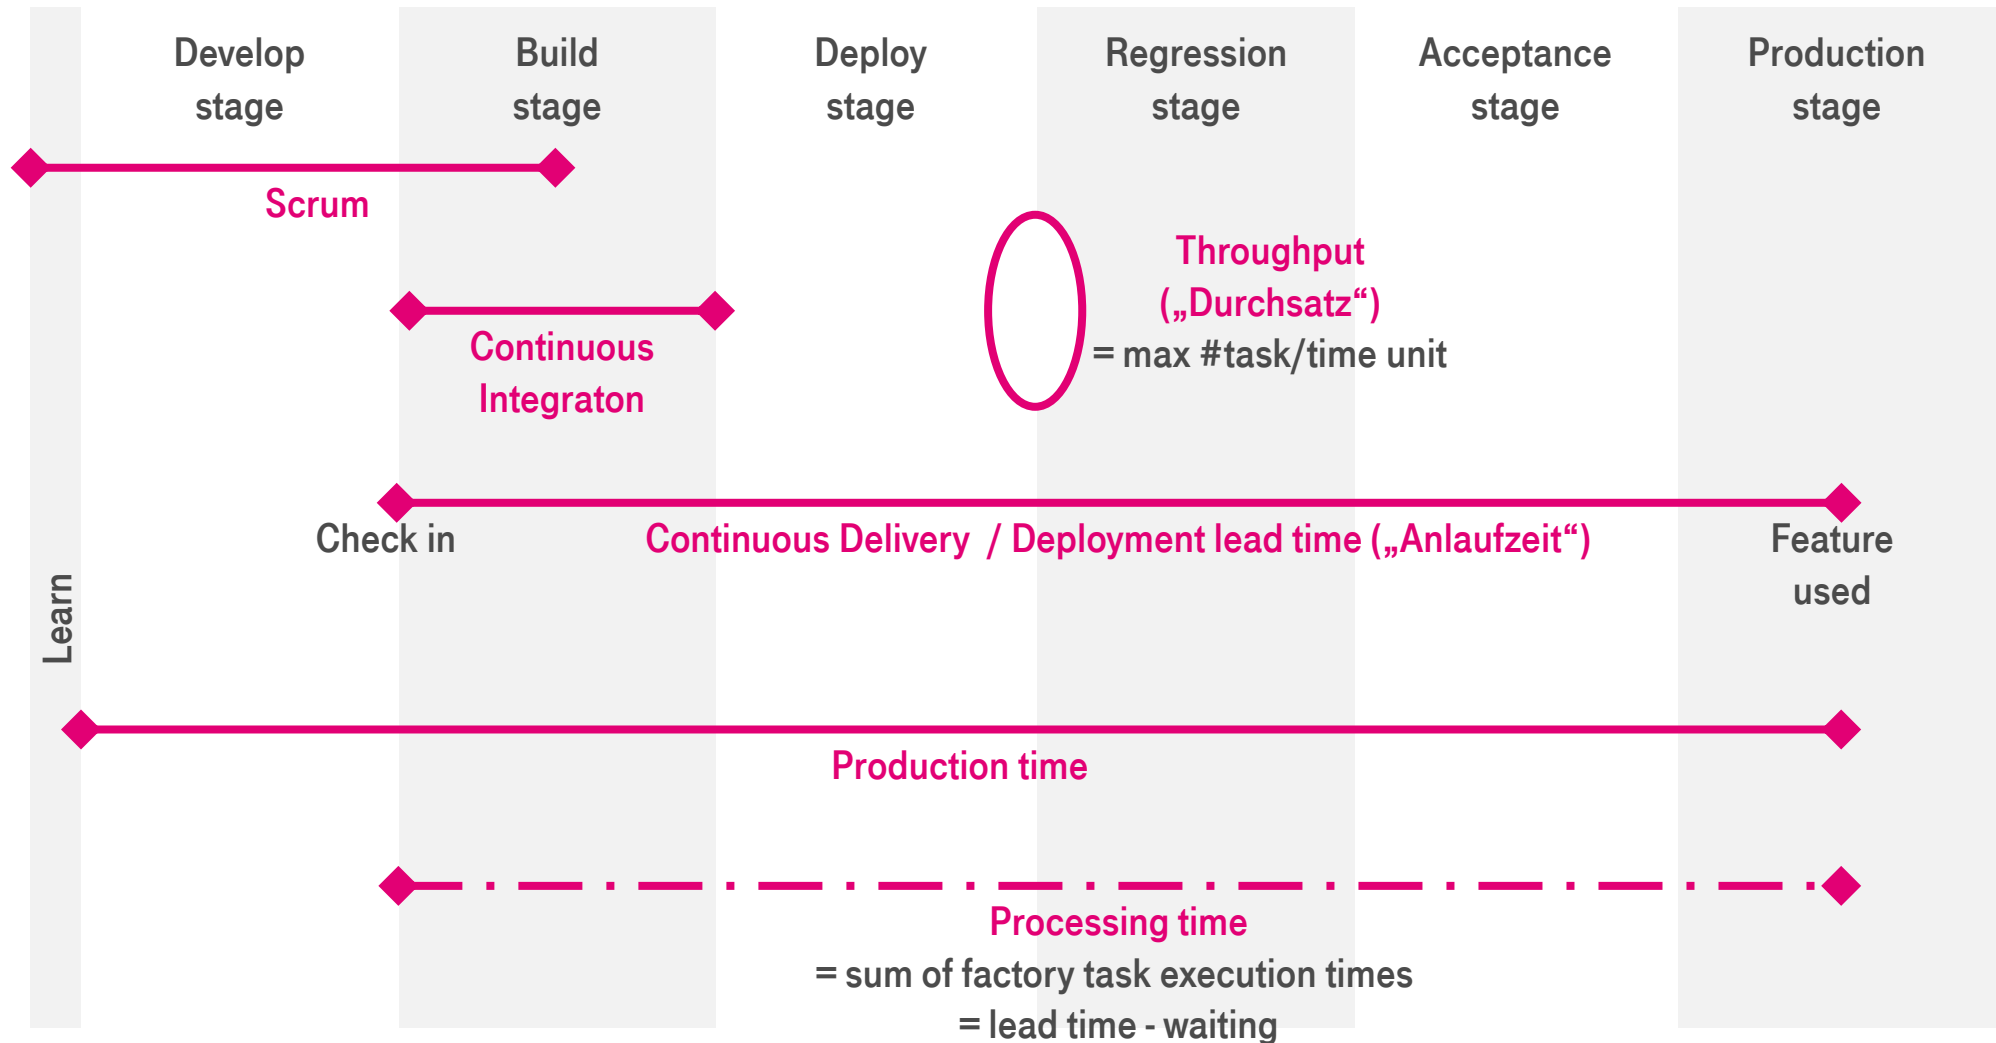 Develop
stage
Build
stage
Deploy
stage
Regression
stage
Acceptance
stage
Production
stage
Scrum
Throughput
(„Durchsatz“)
= max #task/time unit
Continuous
Integraton
Check in
Continuous Delivery / Deployment lead time („Anlaufzeit“)
Feature
used
Learn
Production time
Processing time
= sum of factory task execution times
= lead time - waiting